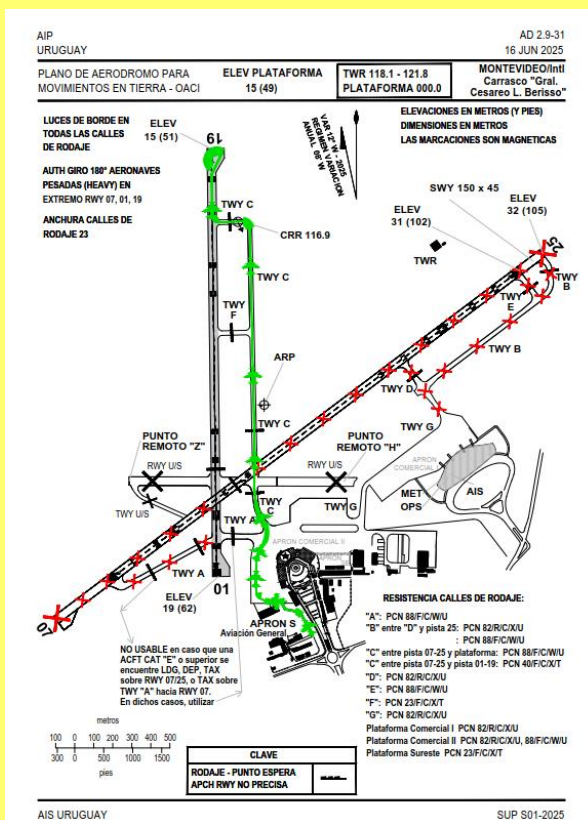 AIP
URUGUAY
AD 2.9-31
16 JUN 2025
PLANO DE AERODROMO PARA
MOVIMIENTOS EN TIERRA - OACI
ELEV PLATAFORMA
15 (49)
TWR 118.1 - 121.8
PLATAFORMA 000.0
MONTEVIDEO/Intl
Carrasco "Gral.
Cesareo L. Berisso"
LUCES DE BORDE EN
TODAS LAS CALLES
DE RODAJE
AUTH GIRO 180° AERONAVES
PESADAS (HEAVY) EN
EXTREMO RWY 07, 01, 19
ANCHURA CALLES DE
RODAJE 23
ELEV
15 (51)
19
VAR 12° W - 2025
REGIMEN VARIACION
ANUAL 06' W
ELEVACIONES EN METROS (Y PIES)
DIMENSIONES EN METROS
LAS MARCACIONES SON MAGNETICAS
SWY 150 x 45
ELEV
32 (105)
ELEV
31 (102)
25
TWR
TWY C
CRR 116.9
TWY C
TWY
F
TWY
E
TWY
B
TWY B
ARP
TWY D
TWY C
TWY G
PUNTO
REMOTO "Z"
RWY U/S
PUNTO
REMOTO "H"
RWY U/S
APRON
COMERCIAL I
MET
OPS
AIS
TWY U/S
TWY A
TWY
C
TWY
G
APRON COMERCIAL II
APRON
TWY A
07
01
ELEV
19 (62)
APRON S
Aviación General
NO USABLE en caso que una
ACFT CAT "E" o superior se
encuentre LDG, DEP, TAX
sobre RWY 07/25, o TAX sobre
TWY "A" hacia RWY 07.
En dichos casos, utilizar
RESISTENCIA CALLES DE RODAJE:
"A": PCN 88/F/C/W/U
"B" entre "D" y pista 25: PCN 82/R/C/X/U
: PCN 88/F/C/W/U
"C" entre pista 07-25 y plataforma: PCN 88/F/C/W/U
"C" entre pista 07-25 y pista 01-19: PCN 40/F/C/X/T
"D": PCN 82/R/C/X/U
"E": PCN 88/F/C/W/U
"F": PCN 23/F/C/X/T
"G": PCN 82/R/C/X/U
Plataforma Comercial I PCN 82/R/C/X/U
Plataforma Comercial II PCN 82/R/C/X/U, 88/F/C/W/U
Plataforma Sureste PCN 23/F/C/X/T
metros
100 0 100 200 300 400 500
300 0 500 1000 1500
pies
CLAVE
RODAJE - PUNTO ESPERA
APCH RWY NO PRECISA
AIS URUGUAY
SUP S01-2025